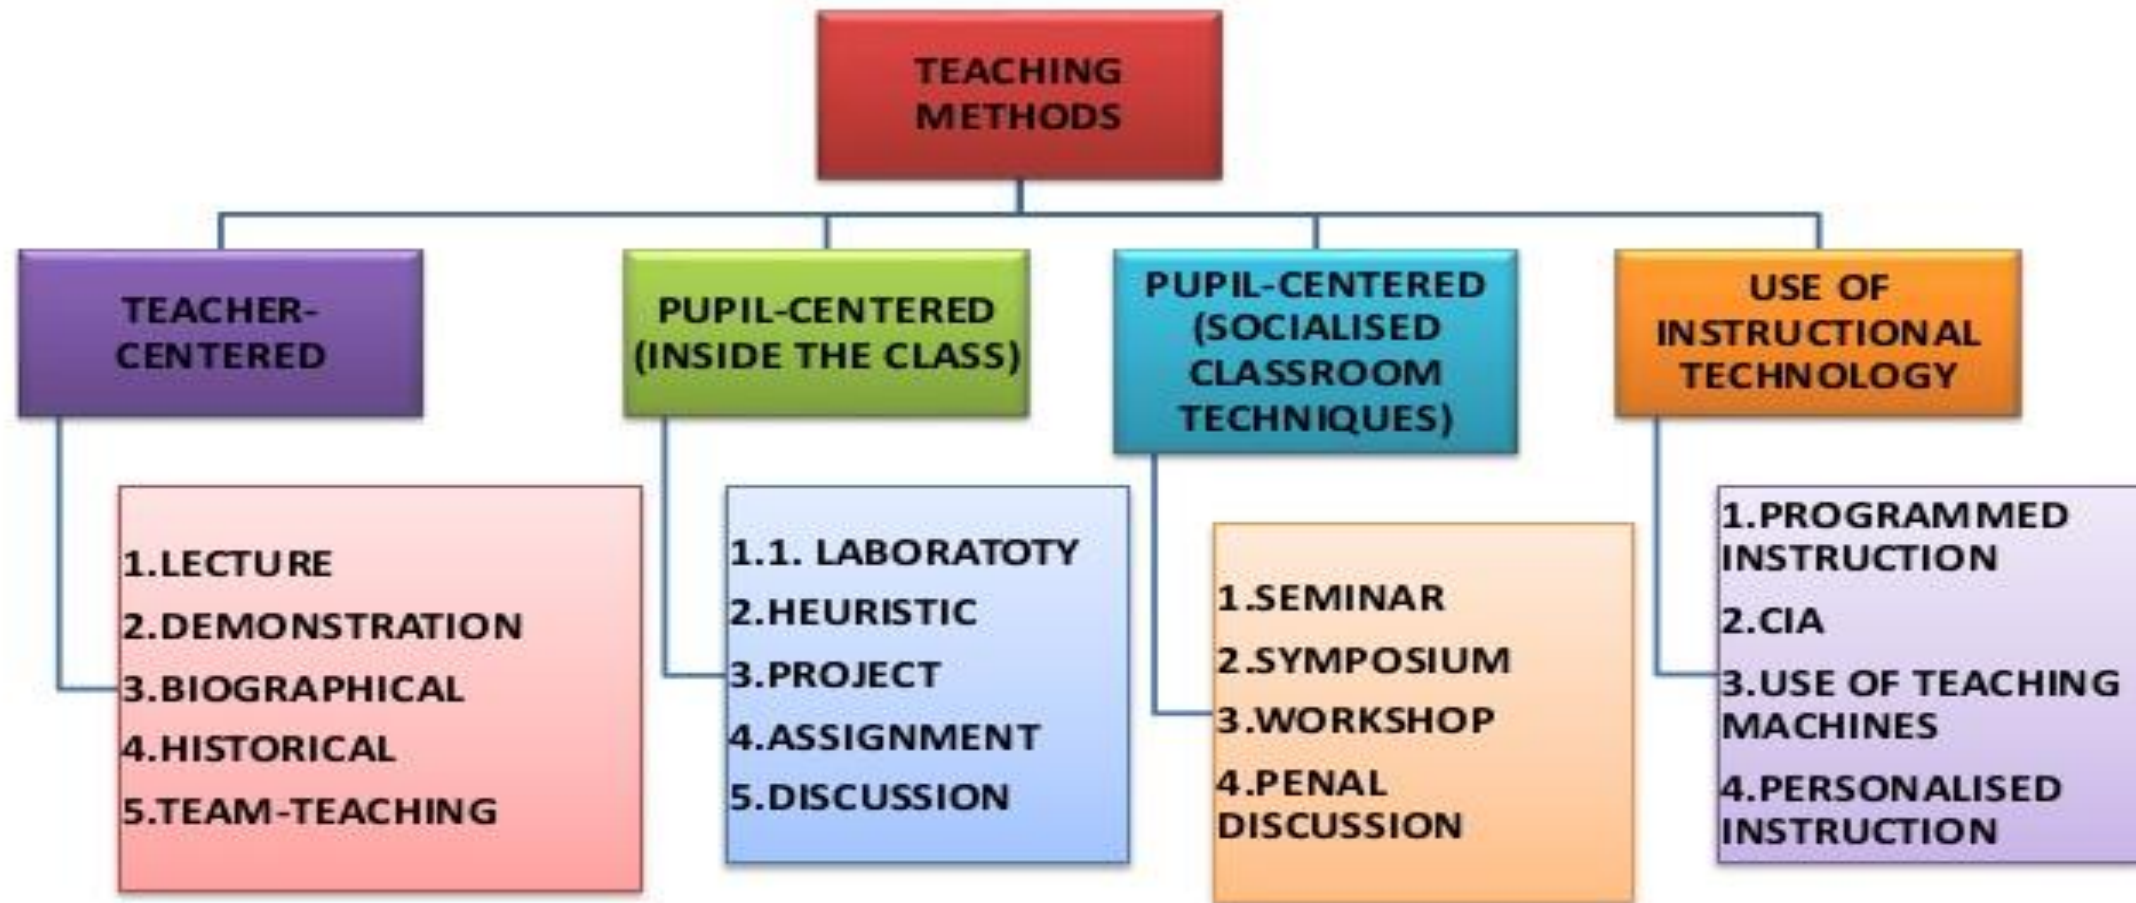 TEACHING
METHODS
TEACHER-
CENTERED
PUPIL-CENTERED
(INSIDE THE CLASS)
PUPIL-CENTERED
(SOCIALISED
CLASSROOM
TECHNIQUES)
USE OF
INSTRUCTIONAL
TECHNOLOGY
1.LECTURE
2.DEMONSTRATION
3.BIOGRAPHICAL
4.HISTORICAL
5.TEAM-TEACHING
1.1. LABORATOTY
2.HEURISTIC
3.PROJECT
4.ASSIGNMENT
5.DISCUSSION
1.SEMINAR
2.SYMPOSIUM
3.WORKSHOP
4.PENAL
DISCUSSION
1.PROGRAMMED
INSTRUCTION
2.CIA
3.USE OF TEACHING
MACHINES
4.PERSONALISED
INSTRUCTION